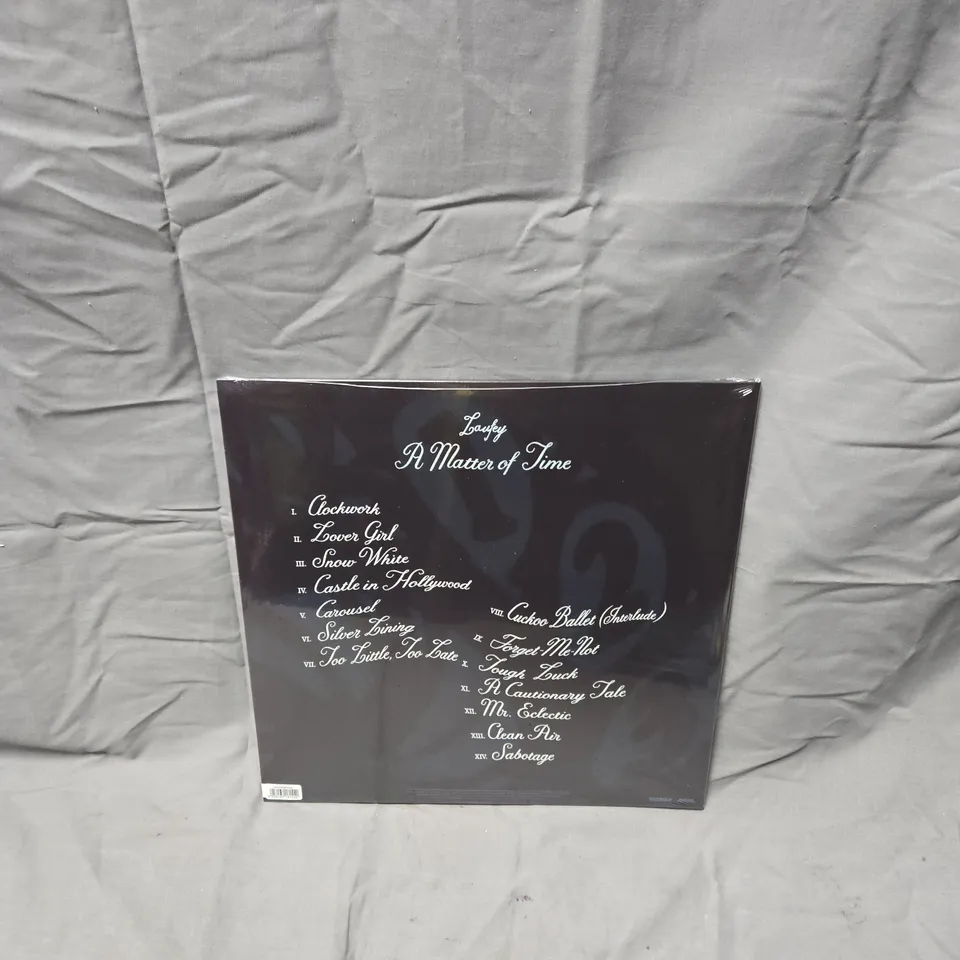 Laufey
A Matter of Time
I. Clockwork
II. Lover Girl
III. Snow White
IV. Castle in Hollywood
V. Carousel
VI. Silver Lining
VII. Too Little, Too Late
VIII. Cuckoo Ballet (Interlude)
IX. Forget-Me-Not
X. Tough Luck
XI. A Cautionary Tale
XII. Mr. Eclectic
XIII. Clean Air
XIV. Sabotage